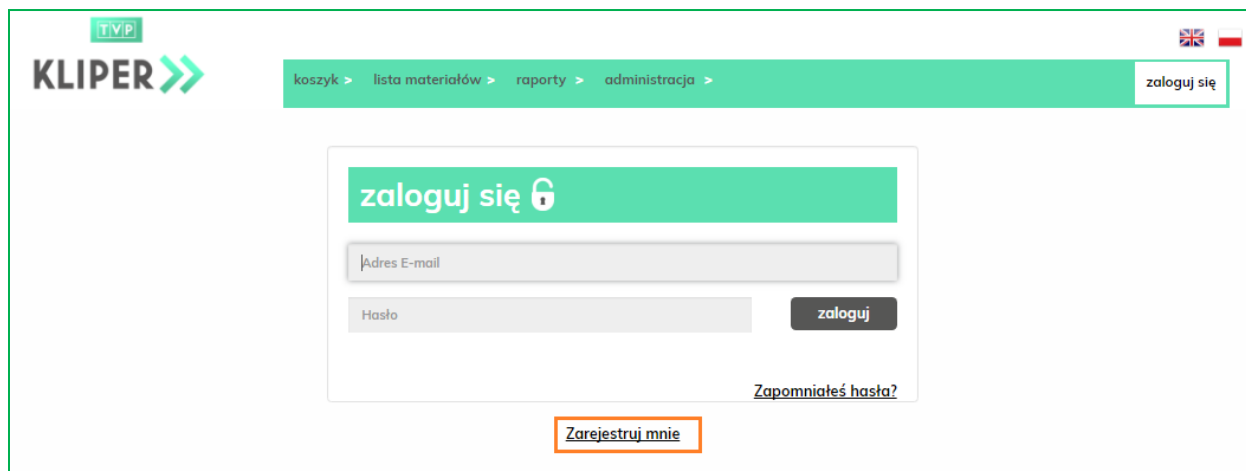 TVP
KLIPER
koszyk > lista materiałów > raporty > administracja >
zaloguj się
zaloguj się
Adres E-mail
Hasło
zaloguj
Zapomniałeś hasła?
Zarejestruj mnie